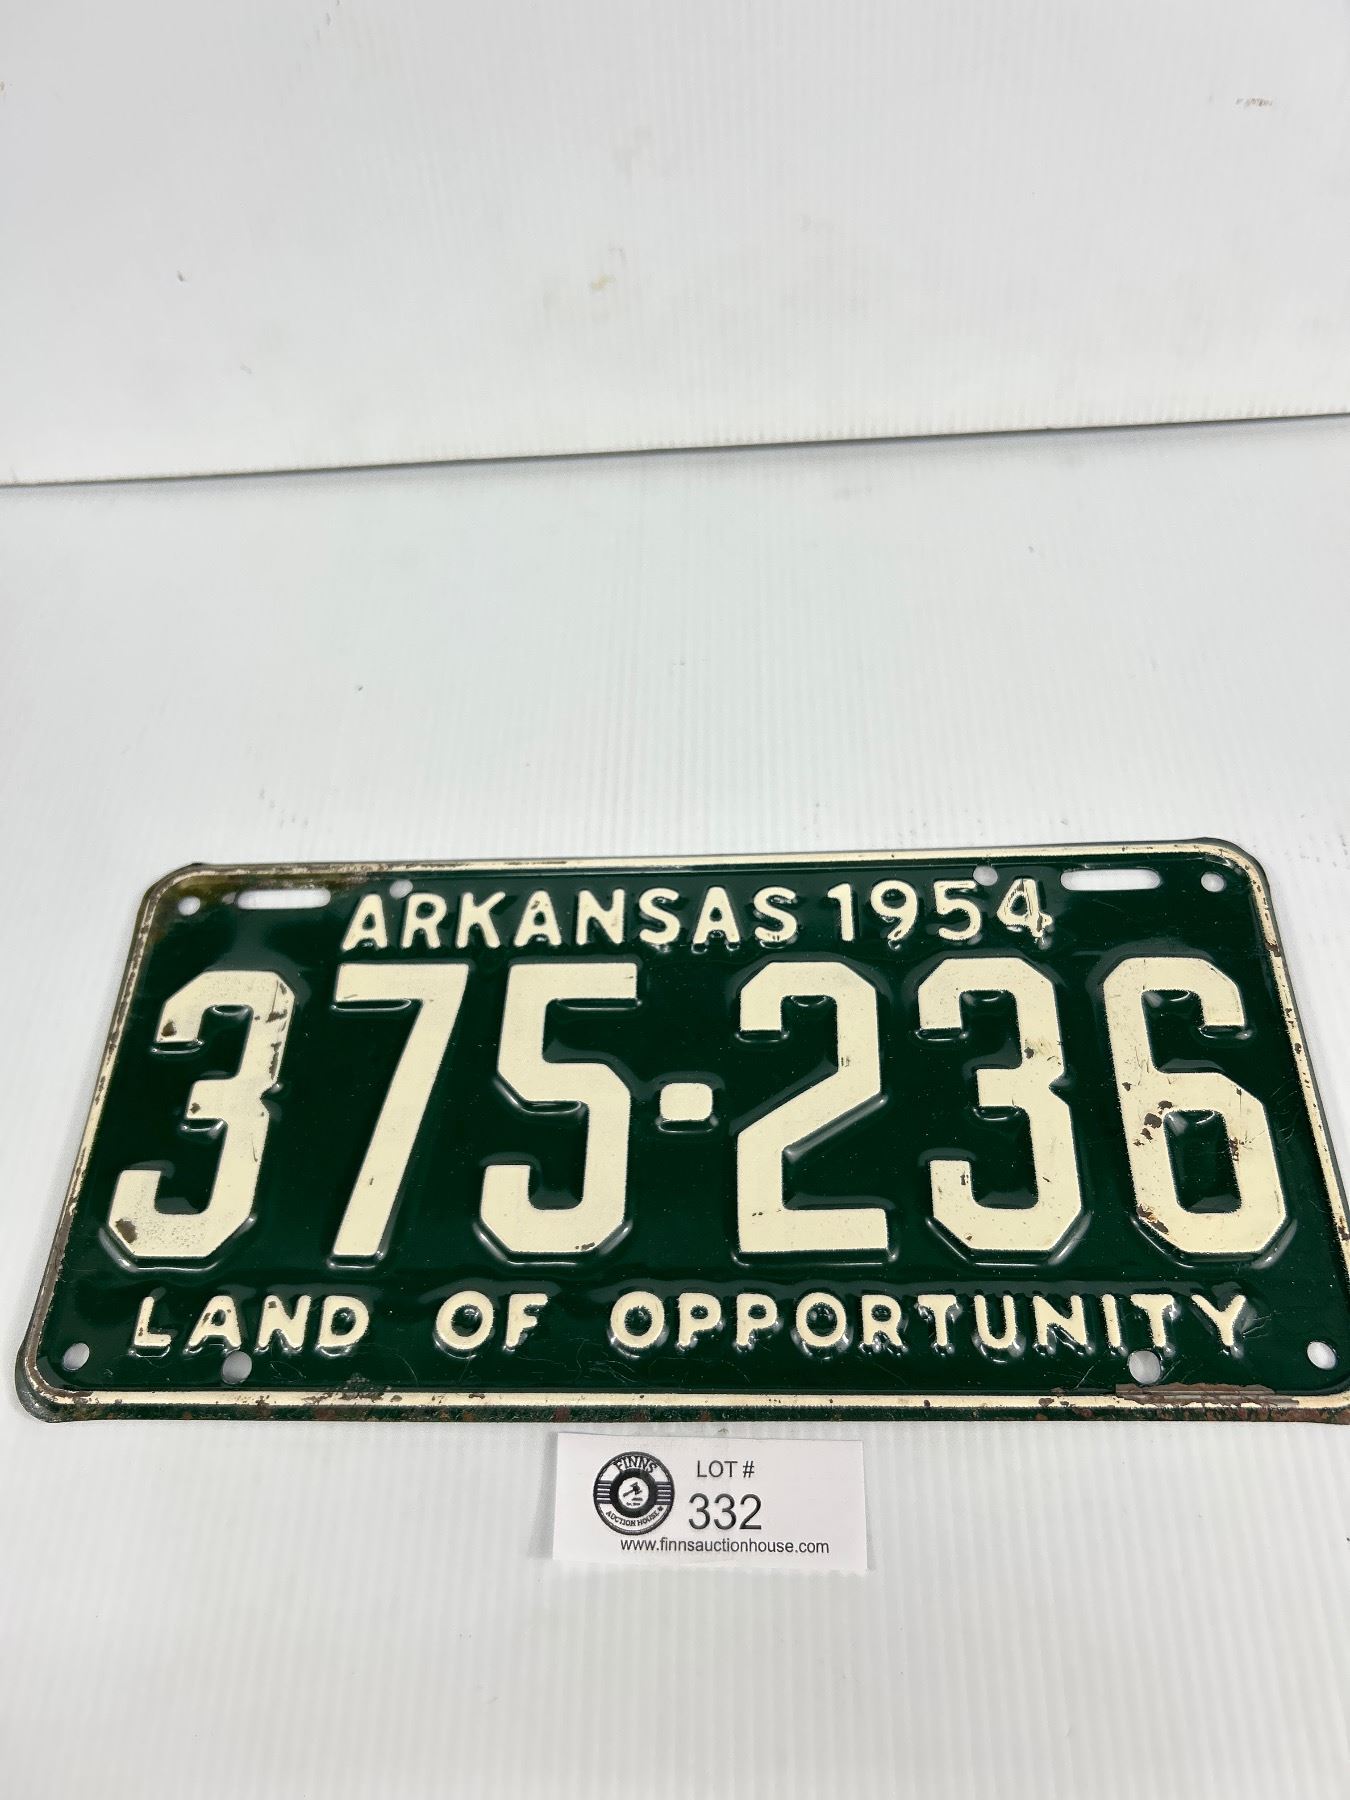 ARKANSAS 1954
375-236
LAND OF OPPORTUNITY
FINNS
AUCTION HOUSE
LOT #
332
www.finnsauctionhouse.com